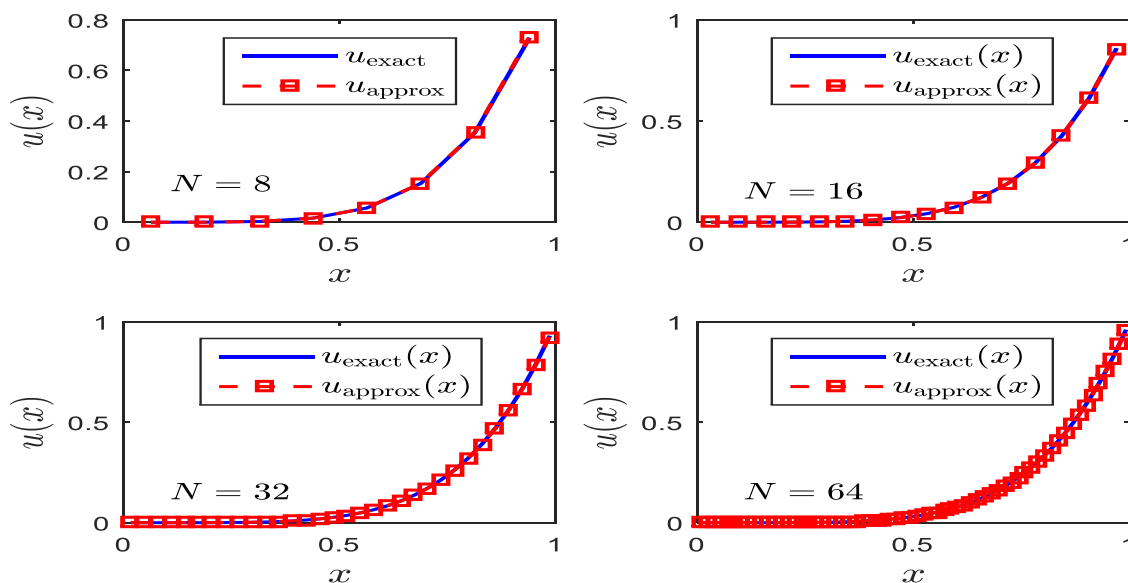 0.8
0.6
0.4
0.2
0
u(x)
u_exact
u_approx
N = 8
0
0.5
1
x
1
0.5
0
u(x)
u_exact(x)
u_approx(x)
N = 16
0
0.5
1
x
1
0.5
0
u(x)
u_exact(x)
u_approx(x)
N = 32
0
0.5
1
x
1
0.5
0
u(x)
u_exact(x)
u_approx(x)
N = 64
0
0.5
1
x